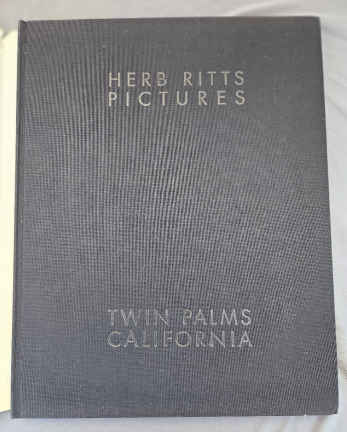 HERB RITTS
PICTURES
TWIN PALMS
CALIFORNIA